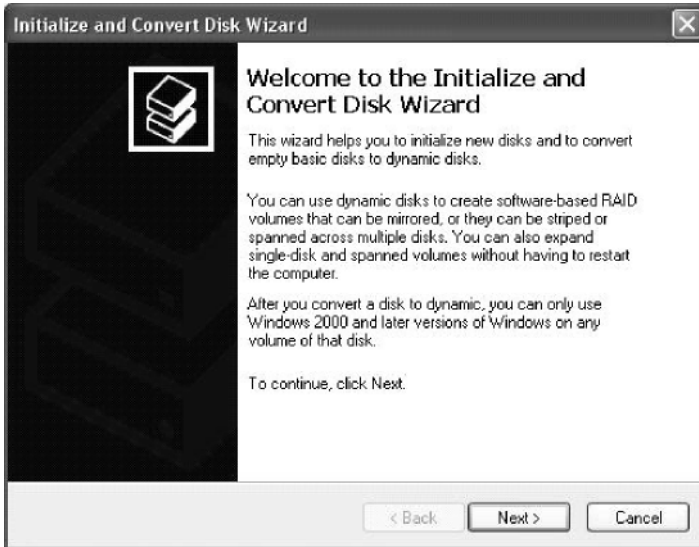 Initialize and Convert Disk Wizard
Welcome to the Initialize and
Convert Disk Wizard
This wizard helps you to initialize new disks and to convert
empty basic disks to dynamic disks.
You can use dynamic disks to create software-based RAID
volumes that can be mirrored, or they can be striped or
spanned across multiple disks. You can also expand
single-disk and spanned volumes without having to restart
the computer.
After you convert a disk to dynamic, you can only use
Windows 2000 and later versions of Windows on any
volume of that disk.
To continue, click Next.
< Back Next > Cancel